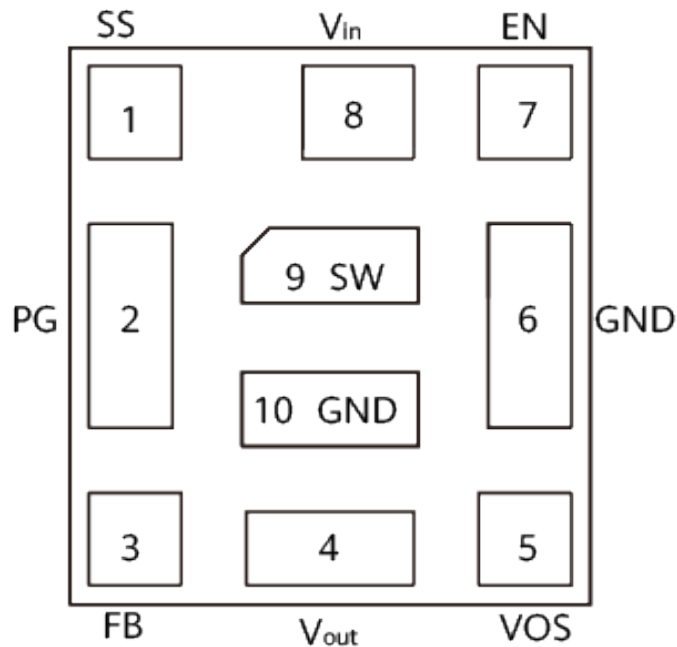 SS Vin EN
1 8 7
9 SW
PG 2 6 GND
10 GND
3 4 5
FB Vout VOS